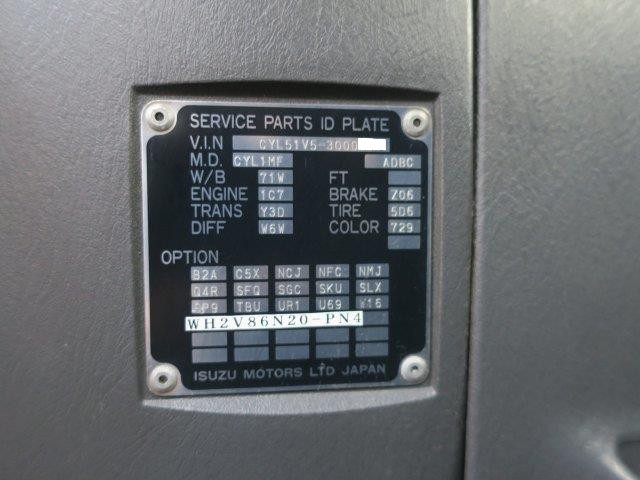 SERVICE PARTS ID PLATE
V.I.N CYL51V5-3000
M.D. CYL1MF ADBC
W/B 71W FT
ENGINE 1C7 BRAKE Z06
TRANS Y3D TIRE 5D6
DIFF W6W COLOR 729
OPTION
B2A C5X NCJ NFC NMJ
Q4R SFQ SGC SKU SLX
SP9 TBU UR1 U69 X16
WH2V86N20-PN4
ISUZU MOTORS LTD JAPAN